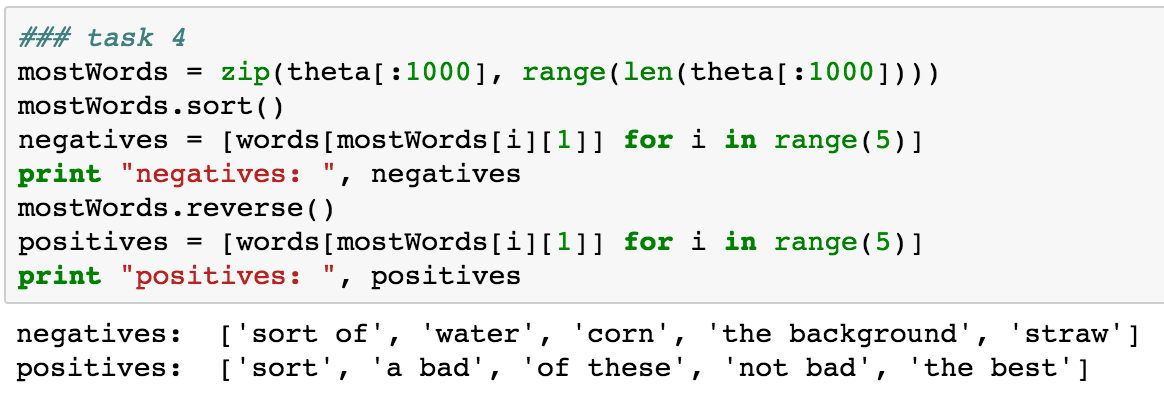 ### task 4
mostWords = zip(theta[:1000], range(len(theta[:1000])))
mostWords.sort()
negatives = [words[mostWords[i][1]] for i in range(5)]
print "negatives: ", negatives
mostWords.reverse()
positives = [words[mostWords[i][1]] for i in range(5)]
print "positives: ", positives
negatives:  ['sort of', 'water', 'corn', 'the background', 'straw']
positives:  ['sort', 'a bad', 'of these', 'not bad', 'the best']